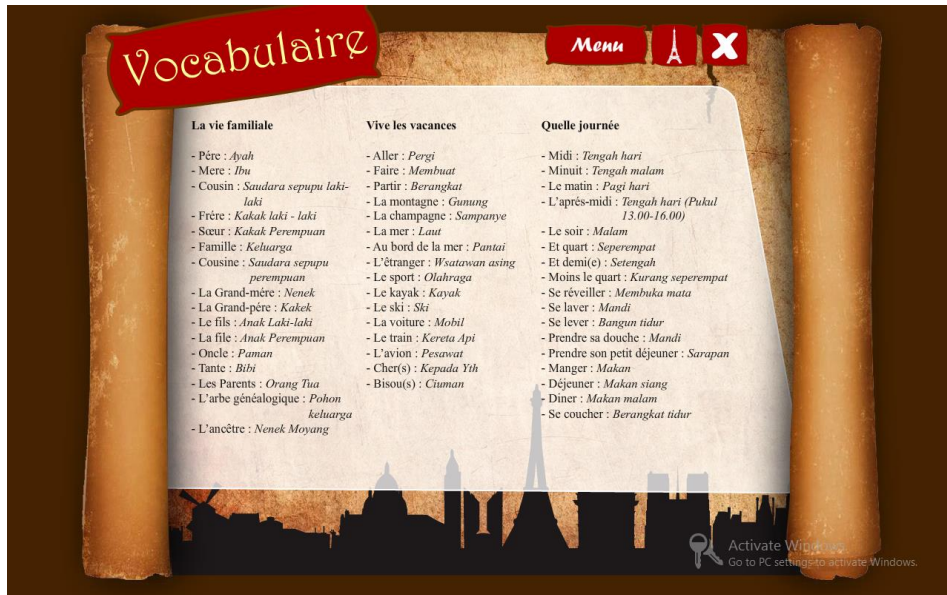 Vocabulaire
Menu
X
La vie familiale
- Pére : Ayah
- Mere : Ibu
- Cousin : Saudara sepupu laki-
laki
- Frére : Kakak laki - laki
- Sœur : Kakak Perempuan
- Famille : Keluarga
- Cousine : Saudara sepupu
perempuan
- La Grand-mére : Nenek
- La Grand-pére : Kakek
- Le fils : Anak Laki-laki
- La file : Anak Perempuan
- Oncle : Paman
- Tante : Bibi
- Les Parents : Orang Tua
- L'arbe généalogique : Pohon
keluarga
- L'ancêtre : Nenek Moyang
Vive les vacances
- Aller : Pergi
- Faire : Membuat
- Partir : Berangkat
- La montagne : Gunung
- La champagne : Sampanye
- La mer : Laut
- Au bord de la mer : Pantai
- L'êtranger : Wsatawan asing
- Le sport : Olahraga
- Le kayak : Kayak
- Le ski : Ski
- La voiture : Mobil
- Le train : Kereta Api
- L'avion : Pesawat
- Cher(s) : Kepada Yth
- Bisou(s) : Ciuman
Quelle journée
- Midi : Tengah hari
- Minuit : Tengah malam
- Le matin : Pagi hari
- L'aprés-midi : Tengah hari (Pukul
13.00-16.00)
- Le soir : Malam
- Et quart : Seperempat
- Et demi(e) : Setengah
- Moins le quart : Kurang seperempat
- Se réveiller : Membuka mata
- Se laver : Mandi
- Se lever : Bangun tidur
- Prendre sa douche : Mandi
- Prendre son petit déjeuner : Sarapan
- Manger : Makan
- Déjeuner : Makan siang
- Diner : Makan malam
- Se coucher : Berangkat tidur
Activate Windows
Go to PC settings to activate Windows.